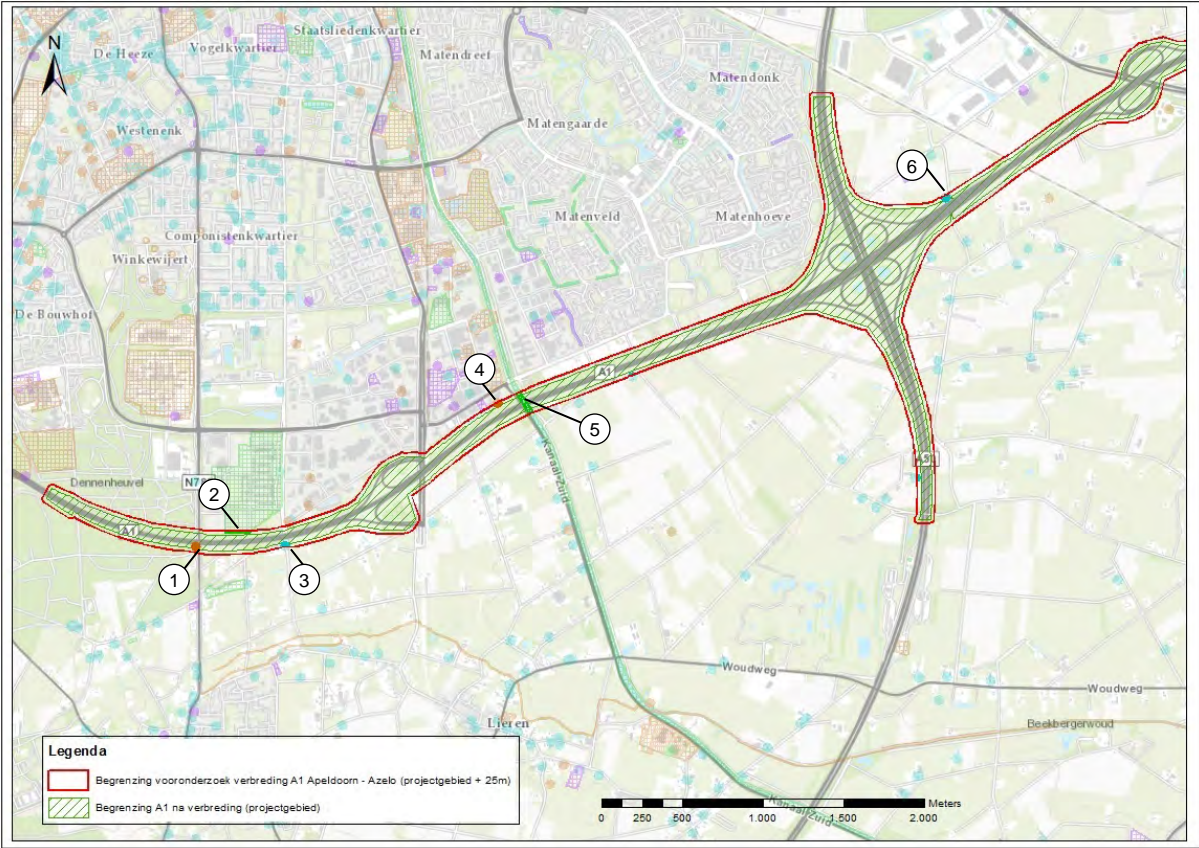 N
De Heeze
Vogelkwartier
Staatsliedenkwartier
Matendreef
Matendonk
Westenenk
Matengaarde
6
Matenveld
Matenhoeve
Componistenkwartier
Winkewijert
De Bouwhof
4
A1
5
Kanaal Zuid
Dennenheuvel
2
A1
1
3
Woudweg
Woudweg
Lieren
Beekbergerwoud
Kanaal Zuid
Legenda
Begrenzing vooronderzoek verbreding A1 Apeldoorn - Azelo (projectgebied + 25m)
Begrenzing A1 na verbreding (projectgebied)
Meters
0 250 500 1.000 1.500 2.000